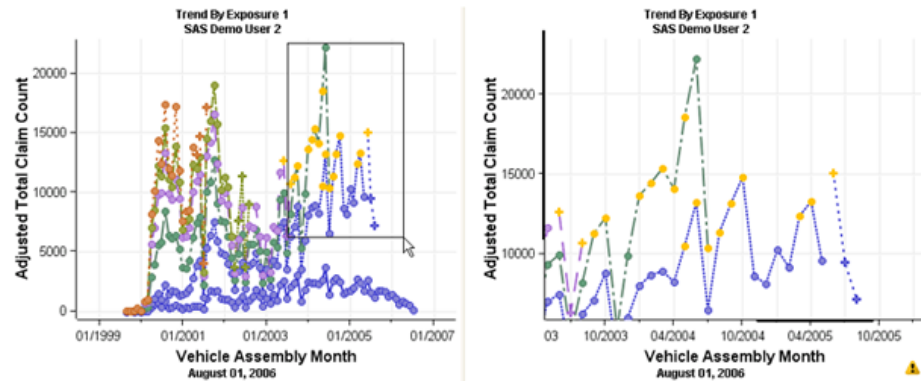 Trend By Exposure 1
SAS Demo User 2
Adjusted Total Claim Count
20000
15000
10000
5000
0
01/1999
01/2001
01/2003
01/2005
01/2007
Vehicle Assembly Month
August 01, 2006
Trend By Exposure 1
SAS Demo User 2
Adjusted Total Claim Count
20000
15000
10000
03
10/2003
04/2004
10/2004
04/2005
10/2005
Vehicle Assembly Month
August 01, 2006